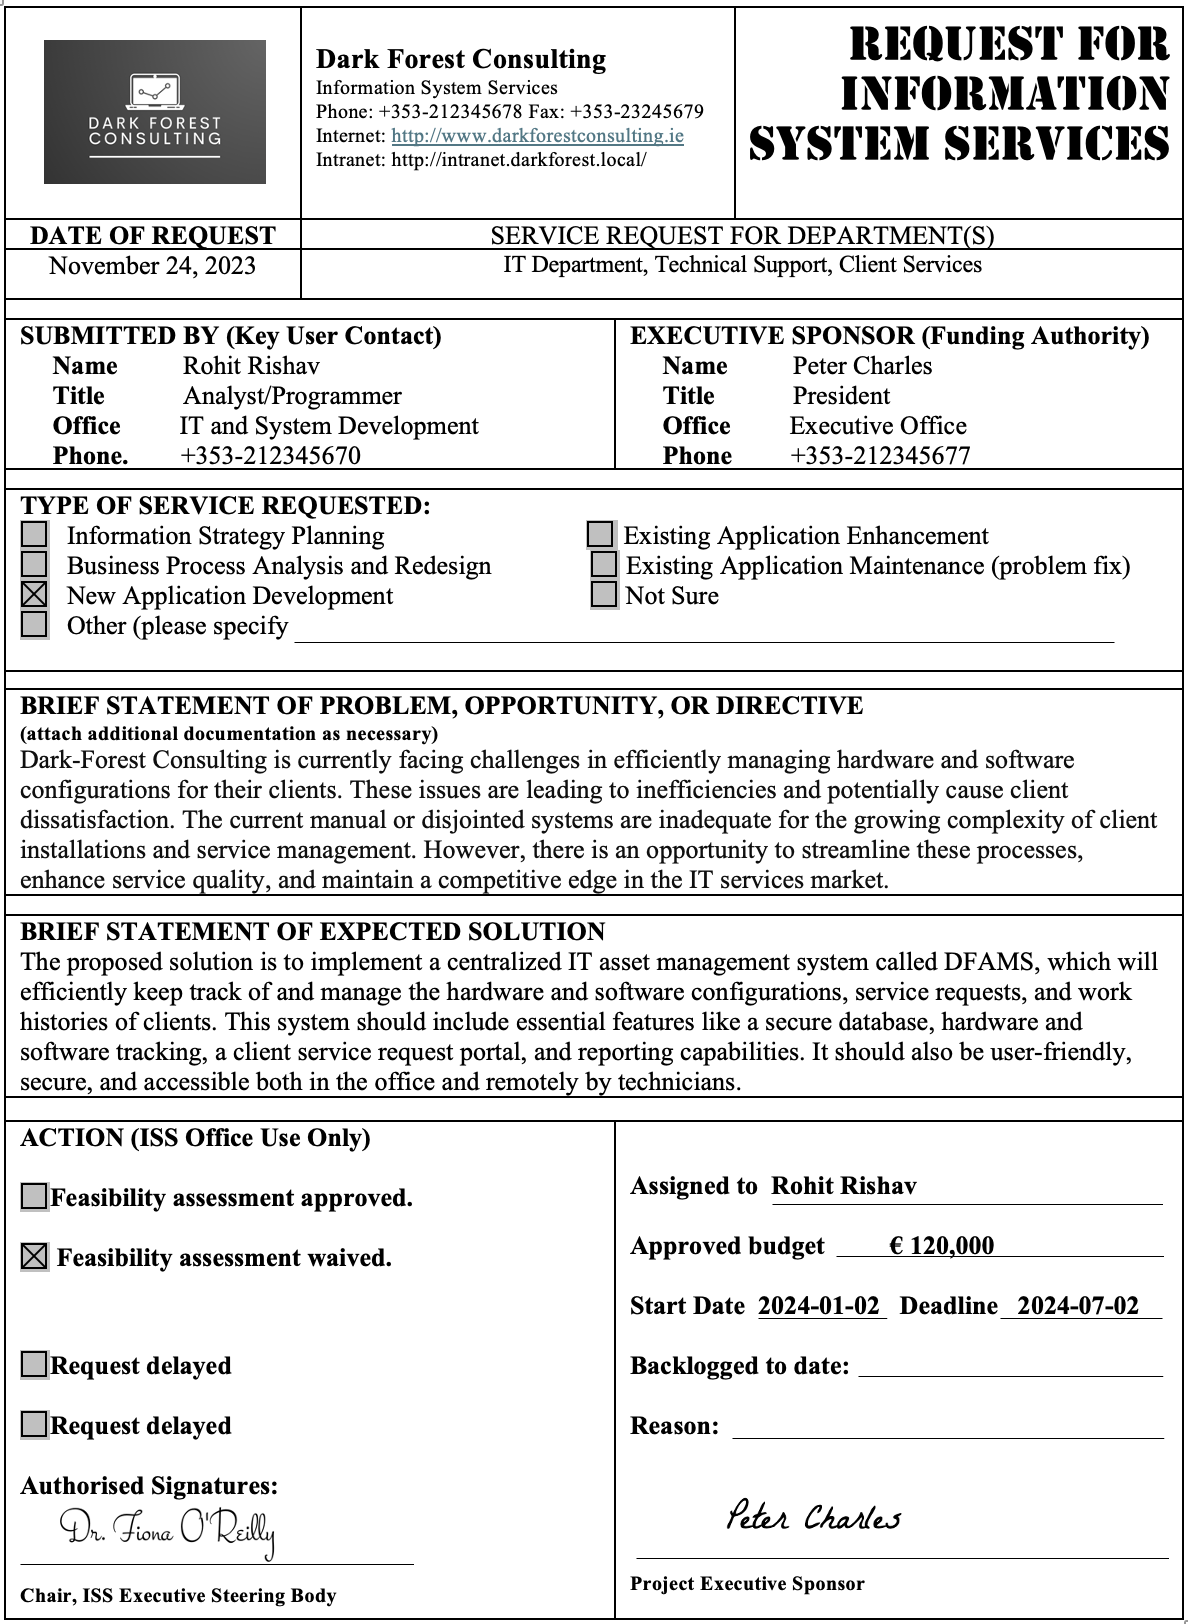 DARK FOREST
CONSULTING
Dark Forest Consulting
Information System Services
Phone: +353-212345678 Fax: +353-23245679
Internet: http://www.darkforestconsulting.ie
Intranet: http://intranet.darkforest.local/
REQUEST FOR
INFORMATION
SYSTEM SERVICES
DATE OF REQUEST
November 24, 2023
SERVICE REQUEST FOR DEPARTMENT(S)
IT Department, Technical Support, Client Services
SUBMITTED BY (Key User Contact)
Name Rohit Rishav
Title Analyst/Programmer
Office IT and System Development
Phone. +353-212345670
EXECUTIVE SPONSOR (Funding Authority)
Name Peter Charles
Title President
Office Executive Office
Phone +353-212345677
TYPE OF SERVICE REQUESTED:
Information Strategy Planning
Business Process Analysis and Redesign
New Application Development
Other (please specify
Existing Application Enhancement
Existing Application Maintenance (problem fix)
Not Sure
BRIEF STATEMENT OF PROBLEM, OPPORTUNITY, OR DIRECTIVE
(attach additional documentation as necessary)
Dark-Forest Consulting is currently facing challenges in efficiently managing hardware and software
configurations for their clients. These issues are leading to inefficiencies and potentially cause client
dissatisfaction. The current manual or disjointed systems are inadequate for the growing complexity of client
installations and service management. However, there is an opportunity to streamline these processes,
enhance service quality, and maintain a competitive edge in the IT services market.
BRIEF STATEMENT OF EXPECTED SOLUTION
The proposed solution is to implement a centralized IT asset management system called DFAMS, which will
efficiently keep track of and manage the hardware and software configurations, service requests, and work
histories of clients. This system should include essential features like a secure database, hardware and
software tracking, a client service request portal, and reporting capabilities. It should also be user-friendly,
secure, and accessible both in the office and remotely by technicians.
ACTION (ISS Office Use Only)
Feasibility assessment approved.
Feasibility assessment waived.
Request delayed
Request delayed
Authorised Signatures:
Dr. Fiona O'Reilly
Chair, ISS Executive Steering Body
Assigned to Rohit Rishav
Approved budget € 120,000
Start Date 2024-01-02 Deadline 2024-07-02
Backlogged to date:
Reason:
Peter Charles
Project Executive Sponsor